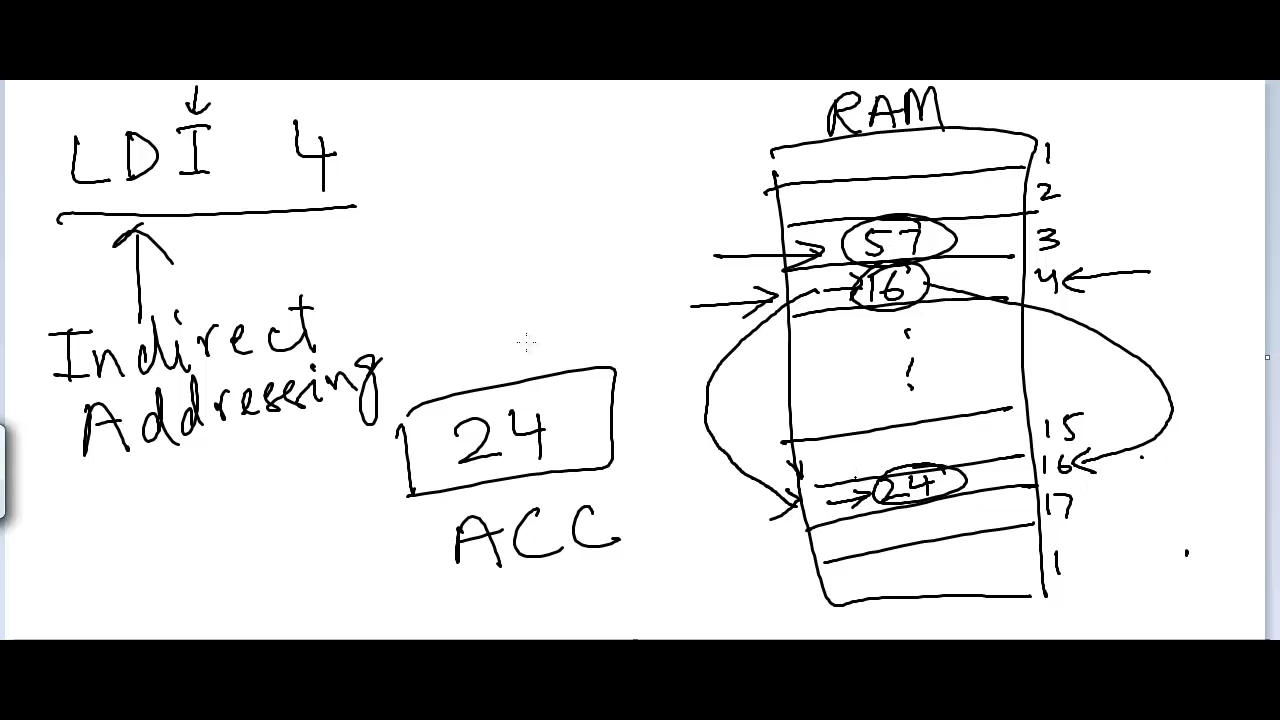 LDI 4
Indirect
Addressing
24
ACC
RAM
1
2
57 3
16 4
15
24 16
17
1